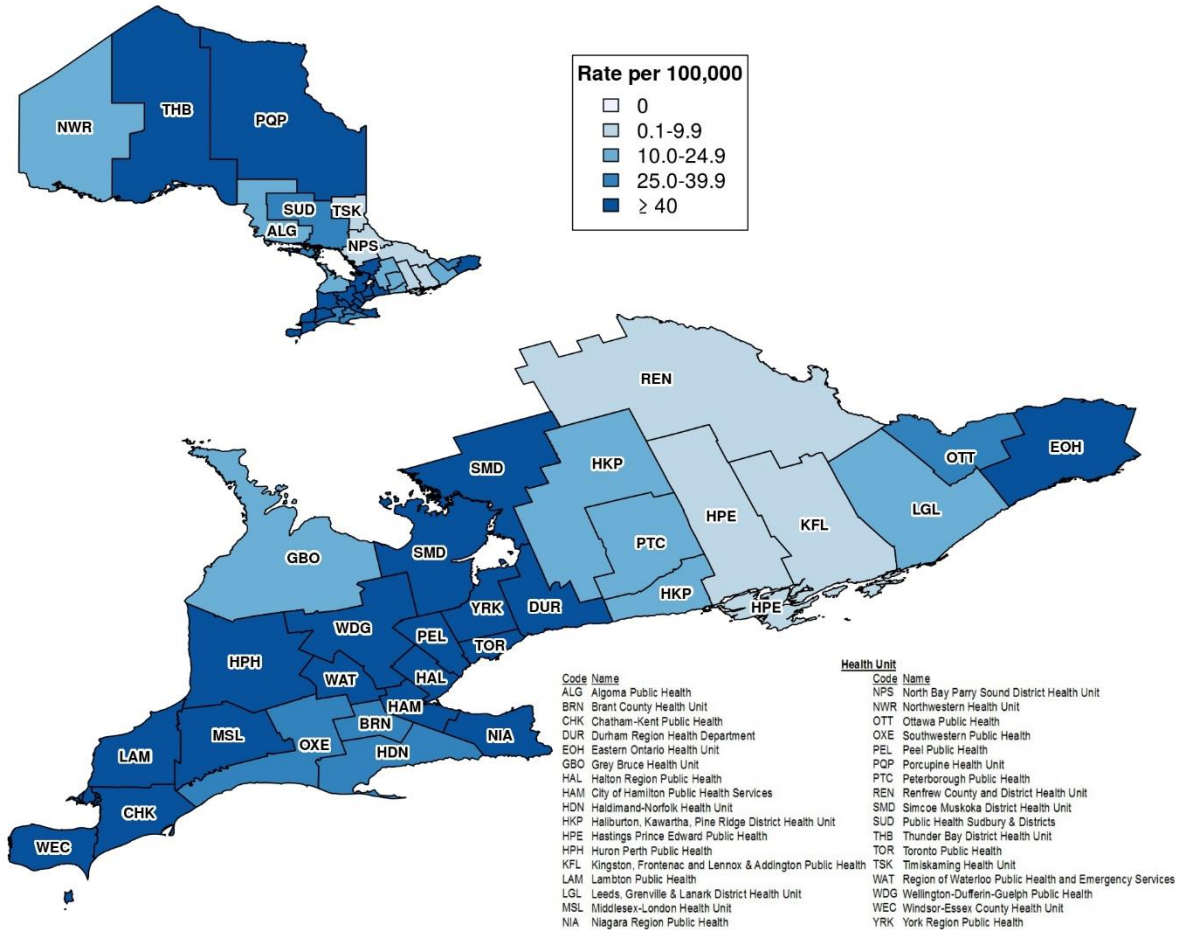 Rate per 100,000
0
0.1-9.9
10.0-24.9
25.0-39.9
≥ 40
NWR
THB
PQP
SUD
TSK
ALG
NPS
REN
SMD
HKP
OTT
EOH
HPE
KFL
LGL
GBO
SMD
PTC
HKP
HPE
YRK
DUR
WDG
PEL
TOR
HPH
WAT
HAL
HAM
BRN
NIA
LAM
MSL
OXE
HDN
CHK
WEC
Health Unit
Code Name
ALG Algoma Public Health
BRN Brant County Health Unit
CHK Chatham-Kent Public Health
DUR Durham Region Health Department
EOH Eastern Ontario Health Unit
GBO Grey Bruce Health Unit
HAL Halton Region Public Health
HAM City of Hamilton Public Health Services
HDN Haldimand-Norfolk Health Unit
HKP Haliburton, Kawartha, Pine Ridge District Health Unit
HPE Hastings Prince Edward Public Health
HPH Huron Perth Public Health
KFL Kingston, Frontenac and Lennox & Addington Public Health
LAM Lambton Public Health
LGL Leeds, Grenville & Lanark District Health Unit
MSL Middlesex-London Health Unit
NIA Niagara Region Public Health
Code Name
NPS North Bay Parry Sound District Health Unit
NWR Northwestern Health Unit
OTT Ottawa Public Health
OXE Southwestern Public Health
PEL Peel Public Health
PQP Porcupine Health Unit
PTC Peterborough Public Health
REN Renfrew County and District Health Unit
SMD Simcoe Muskoka District Health Unit
SUD Public Health Sudbury & Districts
THB Thunder Bay District Health Unit
TOR Toronto Public Health
TSK Timiskaming Health Unit
WAT Region of Waterloo Public Health and Emergency Services
WDG Wellington-Dufferin-Guelph Public Health
WEC Windsor-Essex County Health Unit
YRK York Region Public Health